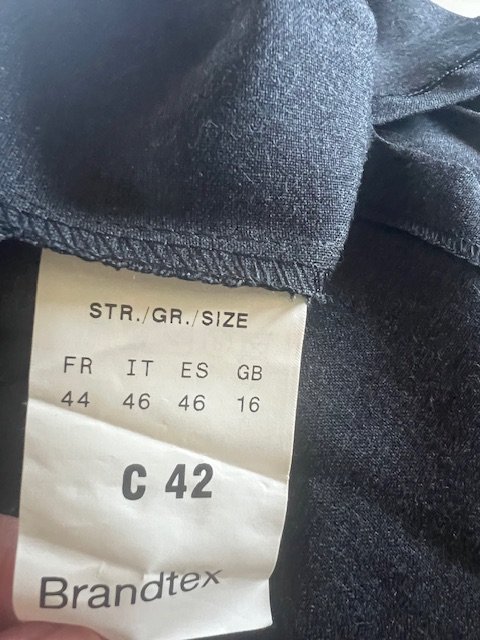 STR./GR./SIZE
FR IT ES GB
44 46 46 16
C 42
Brandtex